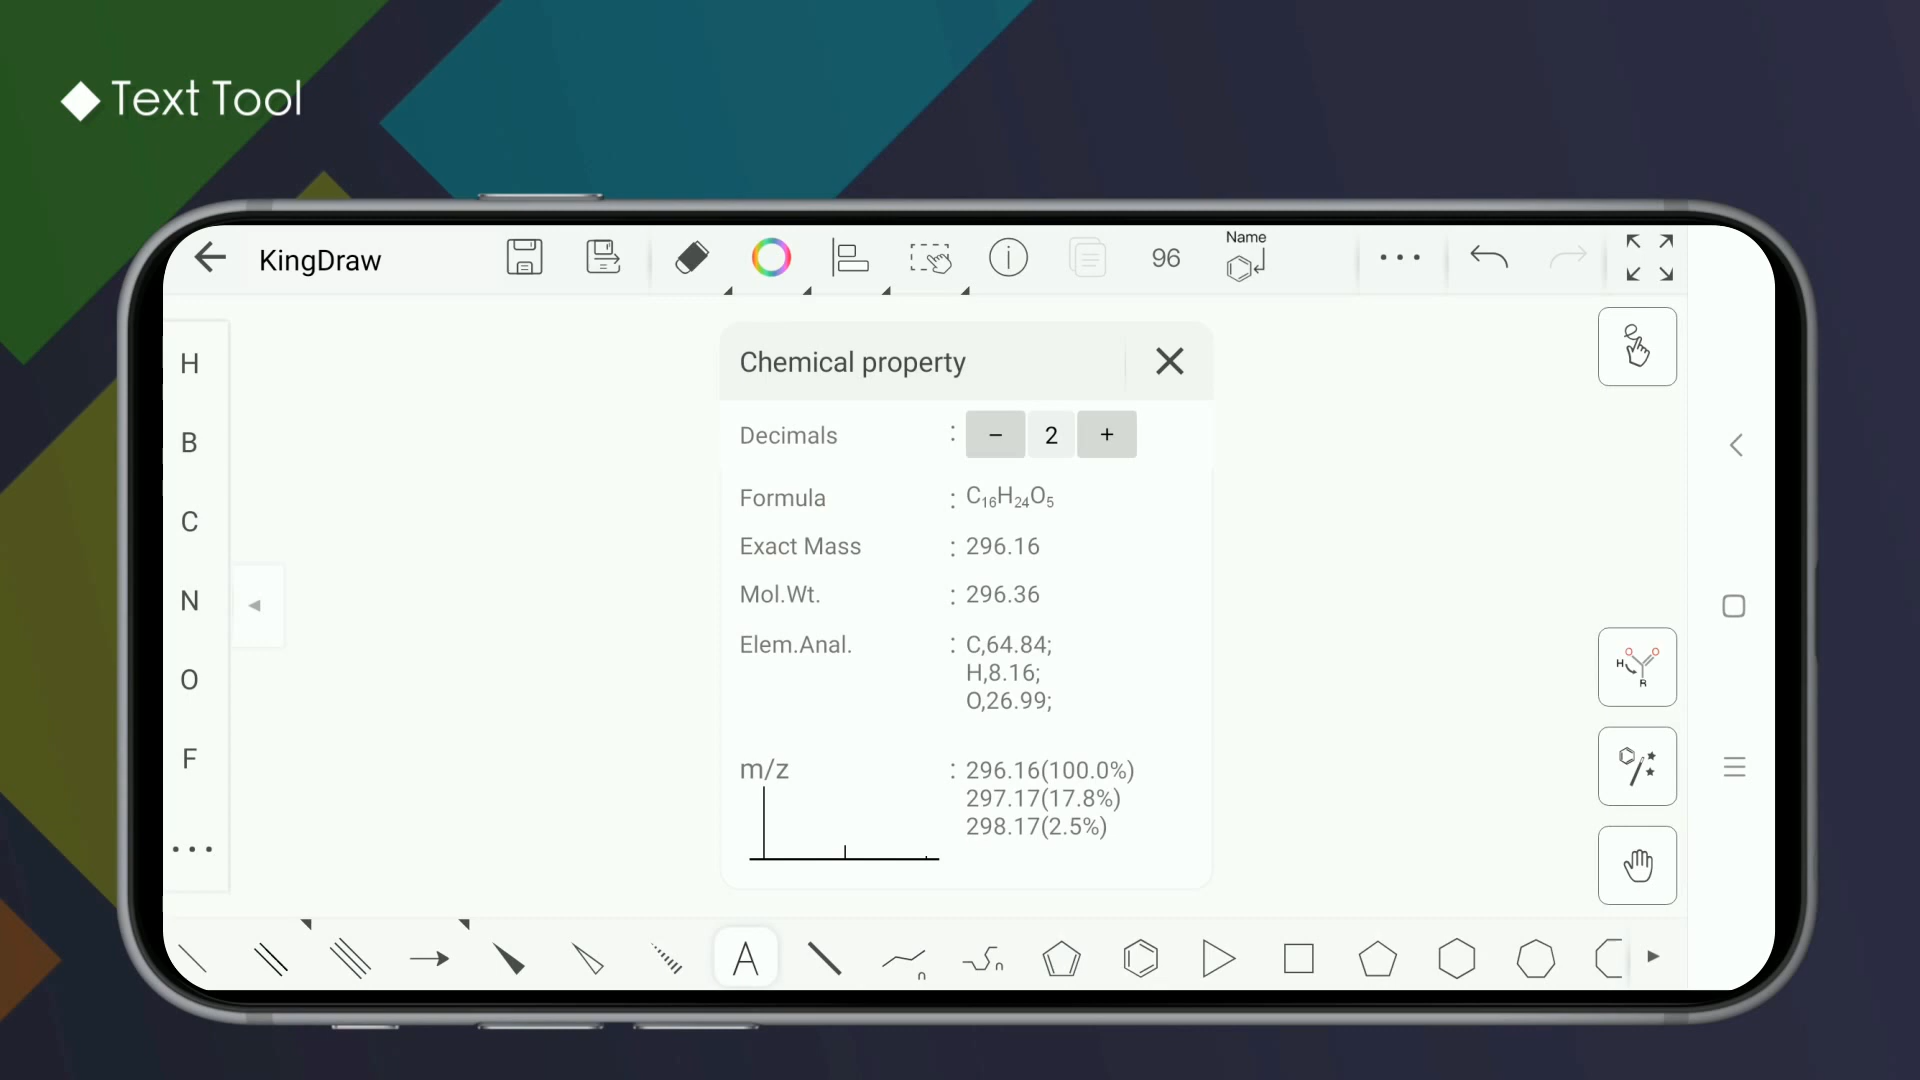 Text Tool
KingDraw
96
Name
H
B
C
N
O
F
Chemical property
Decimals : − 2 +
Formula : C₁₆H₂₄O₅
Exact Mass : 296.16
Mol.Wt. : 296.36
Elem.Anal. : C,64.84;
H,8.16;
O,26.99;
m/z : 296.16(100.0%)
297.17(17.8%)
298.17(2.5%)
O O
H
R
A
n
n